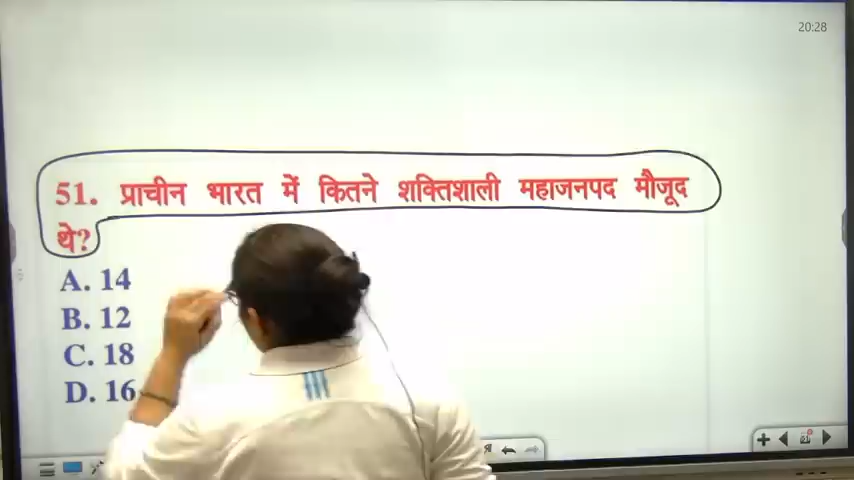 20:28
51. प्राचीन भारत में कितने शक्तिशाली महाजनपद मौजूद
थे?
A. 14
B. 12
C. 18
D. 16